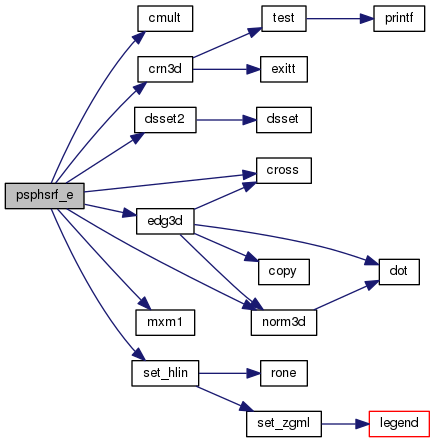 cmult
test
printf
crn3d
exitt
dsset2
dsset
cross
psphsrf_e
edg3d
copy
dot
mxm1
norm3d
set_hlin
rone
set_zgml
legend